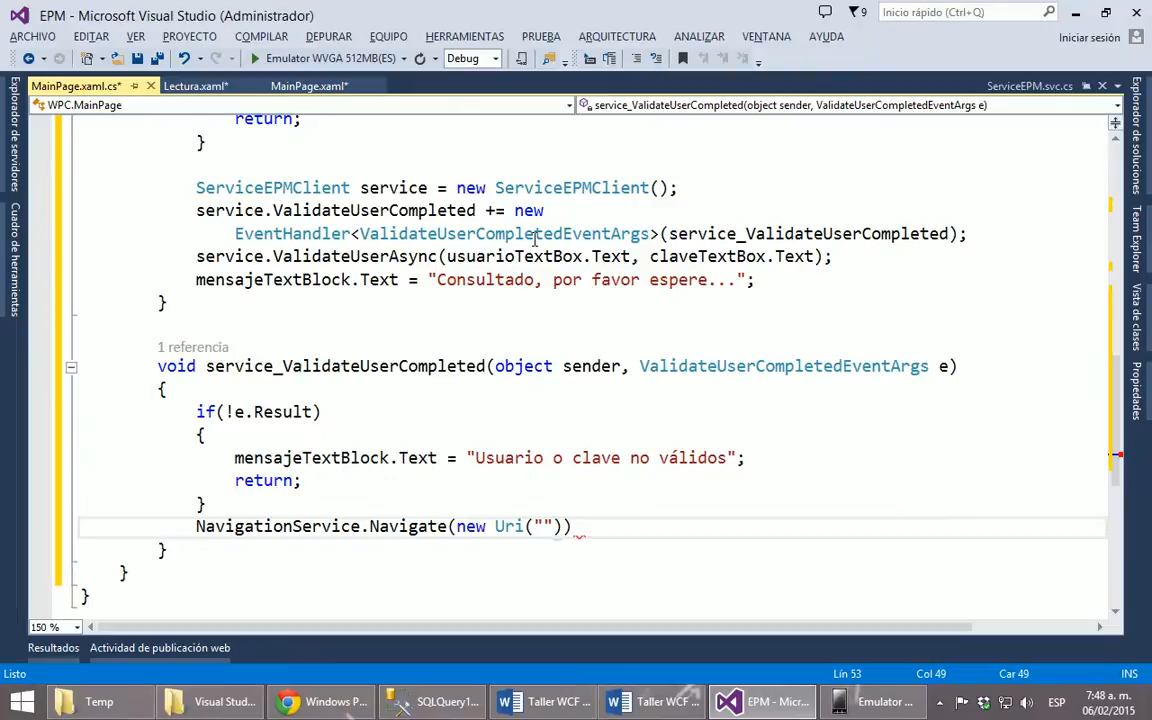 EPM - Microsoft Visual Studio (Administrador)
9
Inicio rápido (Ctrl+Q)
ARCHIVO EDITAR VER PROYECTO COMPILAR DEPURAR EQUIPO HERRAMIENTAS PRUEBA ARQUITECTURA ANALIZAR VENTANA AYUDA
Iniciar sesión
Emulator WVGA 512MB(ES) Debug
MainPage.xaml.cs* Lectura.xaml* MainPage.xaml* ServiceEPM.svc.cs
WPC.MainPage service_ValidateUserCompleted(object sender, ValidateUserCompletedEventArgs e)
Explorador de servidores
Cuadro de herramientas
return;
}
ServiceEPMClient service = new ServiceEPMClient();
service.ValidateUserCompleted += new
EventHandler<ValidateUserCompletedEventArgs>(service_ValidateUserCompleted);
service.ValidateUserAsync(usuarioTextBox.Text, claveTextBox.Text);
mensajeTextBlock.Text = "Consultado, por favor espere...";
}
1 referencia
void service_ValidateUserCompleted(object sender, ValidateUserCompletedEventArgs e)
{
if(!e.Result)
{
mensajeTextBlock.Text = "Usuario o clave no válidos";
return;
}
NavigationService.Navigate(new Uri(""))
}
}
}
Explorador de soluciones
Team Explorer
Vista de clases
Propiedades
150 %
Resultados Actividad de publicación web
Listo Lín 53 Col 49 Car 49 INS
Temp Visual Stud... Windows P... SQLQuery1... Taller WCF ... Taller WCF ... EPM - Micr... Emulator ... ESP 7:48 a. m.
06/02/2015